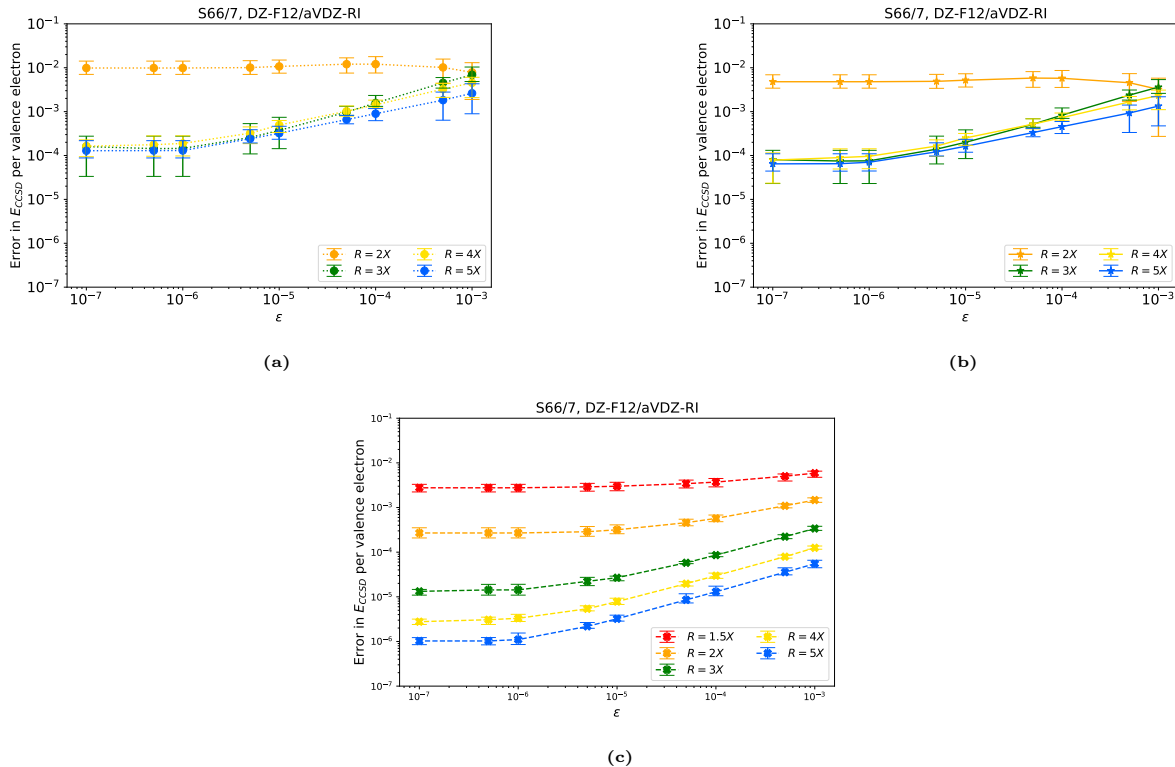 S66/7, DZ-F12/aVDZ-RI
Error in E_CCSD per valence electron
10⁻¹
10⁻²
10⁻³
10⁻⁴
10⁻⁵
10⁻⁶
10⁻⁷
R = 2X
R = 3X
R = 4X
R = 5X
10⁻⁷ 10⁻⁶ 10⁻⁵ 10⁻⁴ 10⁻³
ε
(a)
S66/7, DZ-F12/aVDZ-RI
Error in E_CCSD per valence electron
10⁻¹
10⁻²
10⁻³
10⁻⁴
10⁻⁵
10⁻⁶
10⁻⁷
R = 2X
R = 3X
R = 4X
R = 5X
10⁻⁷ 10⁻⁶ 10⁻⁵ 10⁻⁴ 10⁻³
ε
(b)
S66/7, DZ-F12/aVDZ-RI
Error in E_CCSD per valence electron
10⁻¹
10⁻²
10⁻³
10⁻⁴
10⁻⁵
10⁻⁶
10⁻⁷
R = 1.5X
R = 2X
R = 3X
R = 4X
R = 5X
10⁻⁷ 10⁻⁶ 10⁻⁵ 10⁻⁴ 10⁻³
ε
(c)